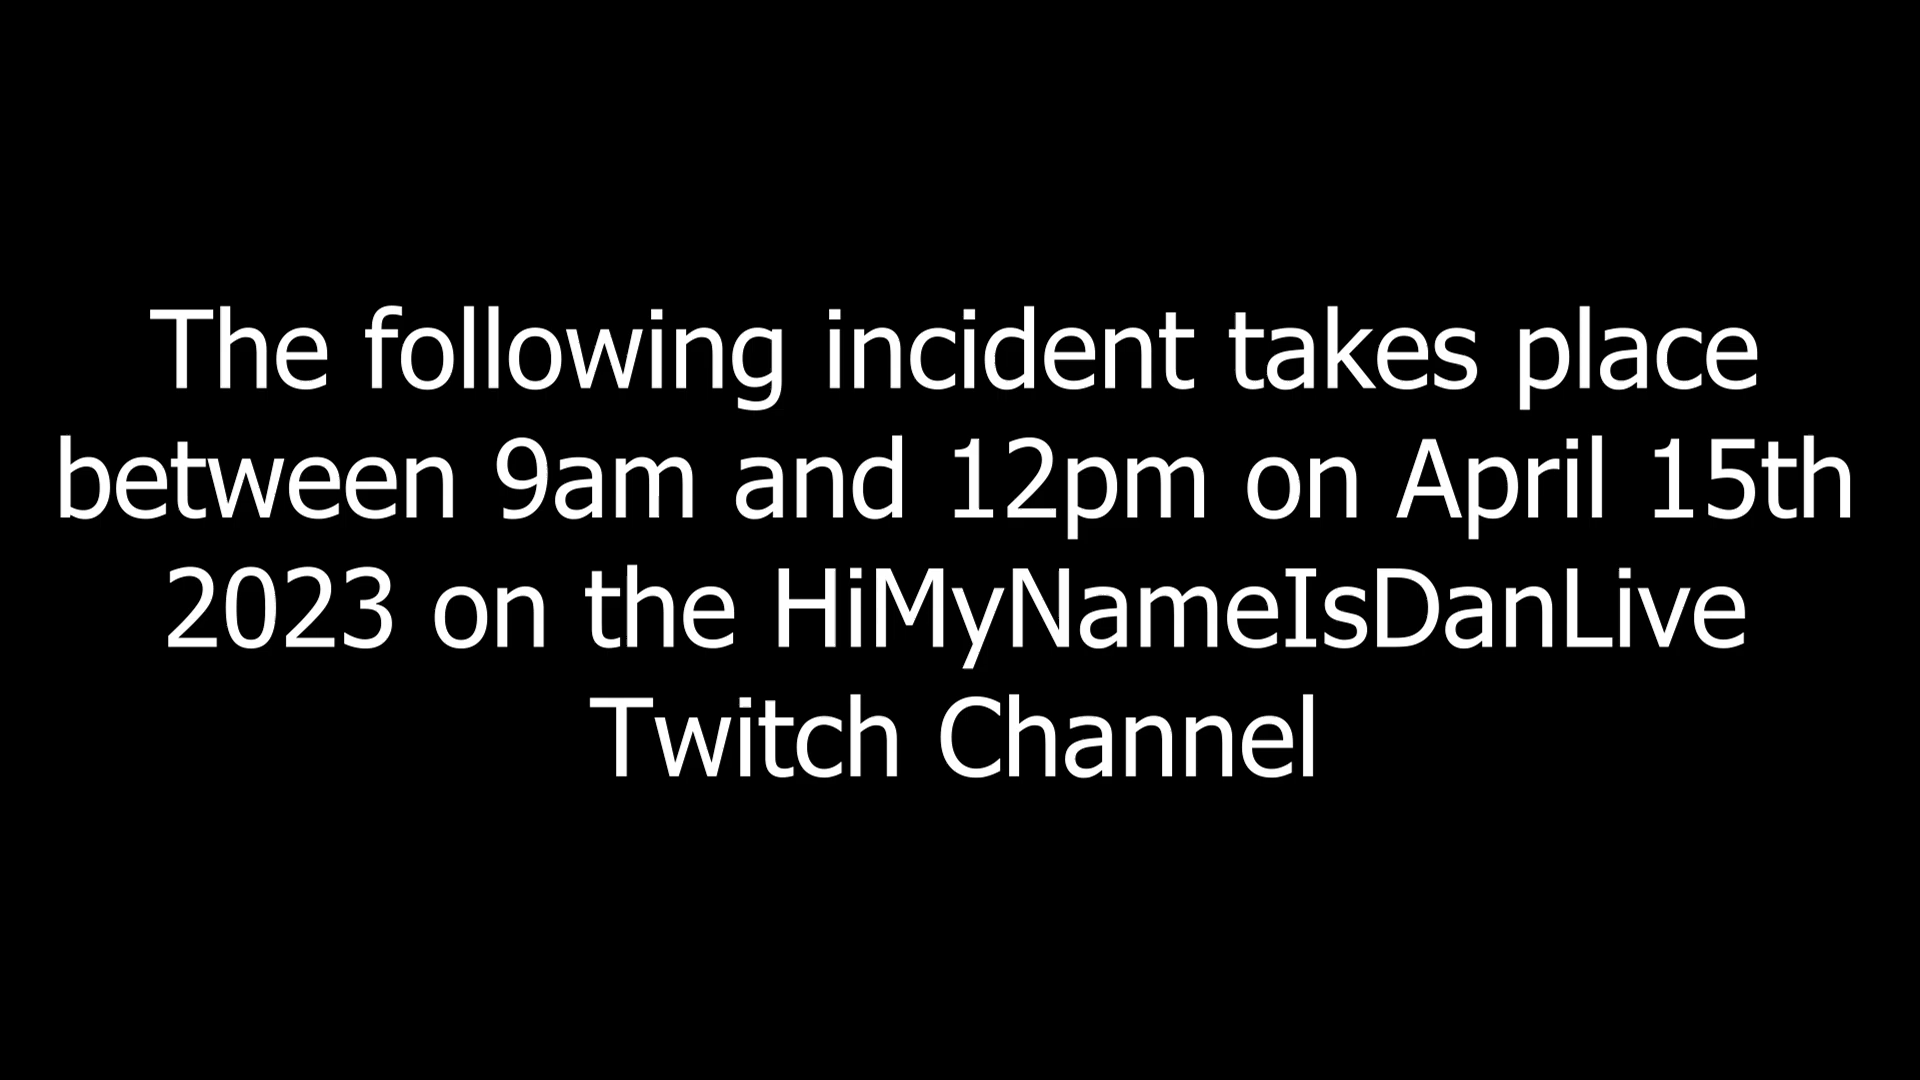 The following incident takes place
between 9am and 12pm on April 15th
2023 on the HiMyNameIsDanLive
Twitch Channel